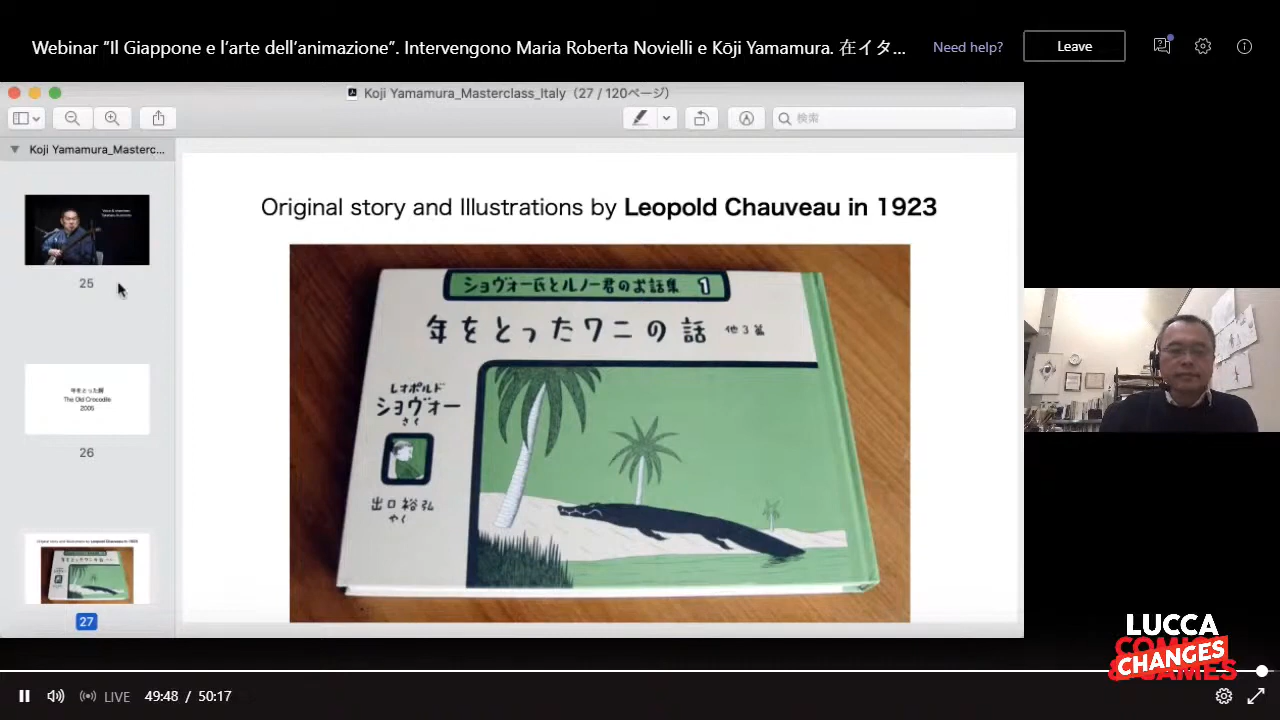 Webinar “Il Giappone e l’arte dell’animazione”. Intervengono Maria Roberta Novielli e Kōji Yamamura. 在イタ...
Need help?
Leave
Koji Yamamura_Masterclass_Italy（27 / 120ページ）
検索
Koji Yamamura_Masterc...
25
年をとった鰐
The Old Crocodile
26
27
Original story and Illustrations by Leopold Chauveau in 1923
ショヴォー氏とルノー君のお話集 1
年をとったワニの話 他3篇
レオポルド
ショヴォー
さく
出口裕弘
やく
LUCCA
COMICS
CHANGES
& GAMES
LIVE
49:48 / 50:17